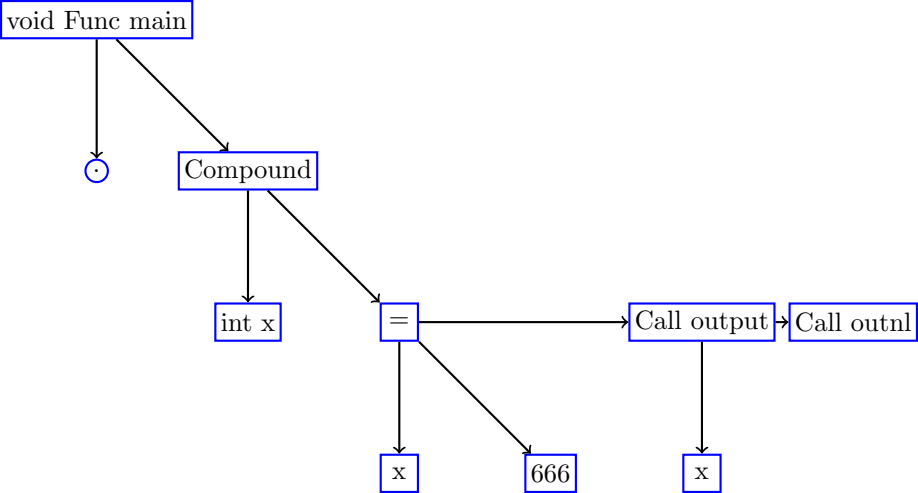 void Func main
·
Compound
int x
=
Call output
Call outnl
x
666
x